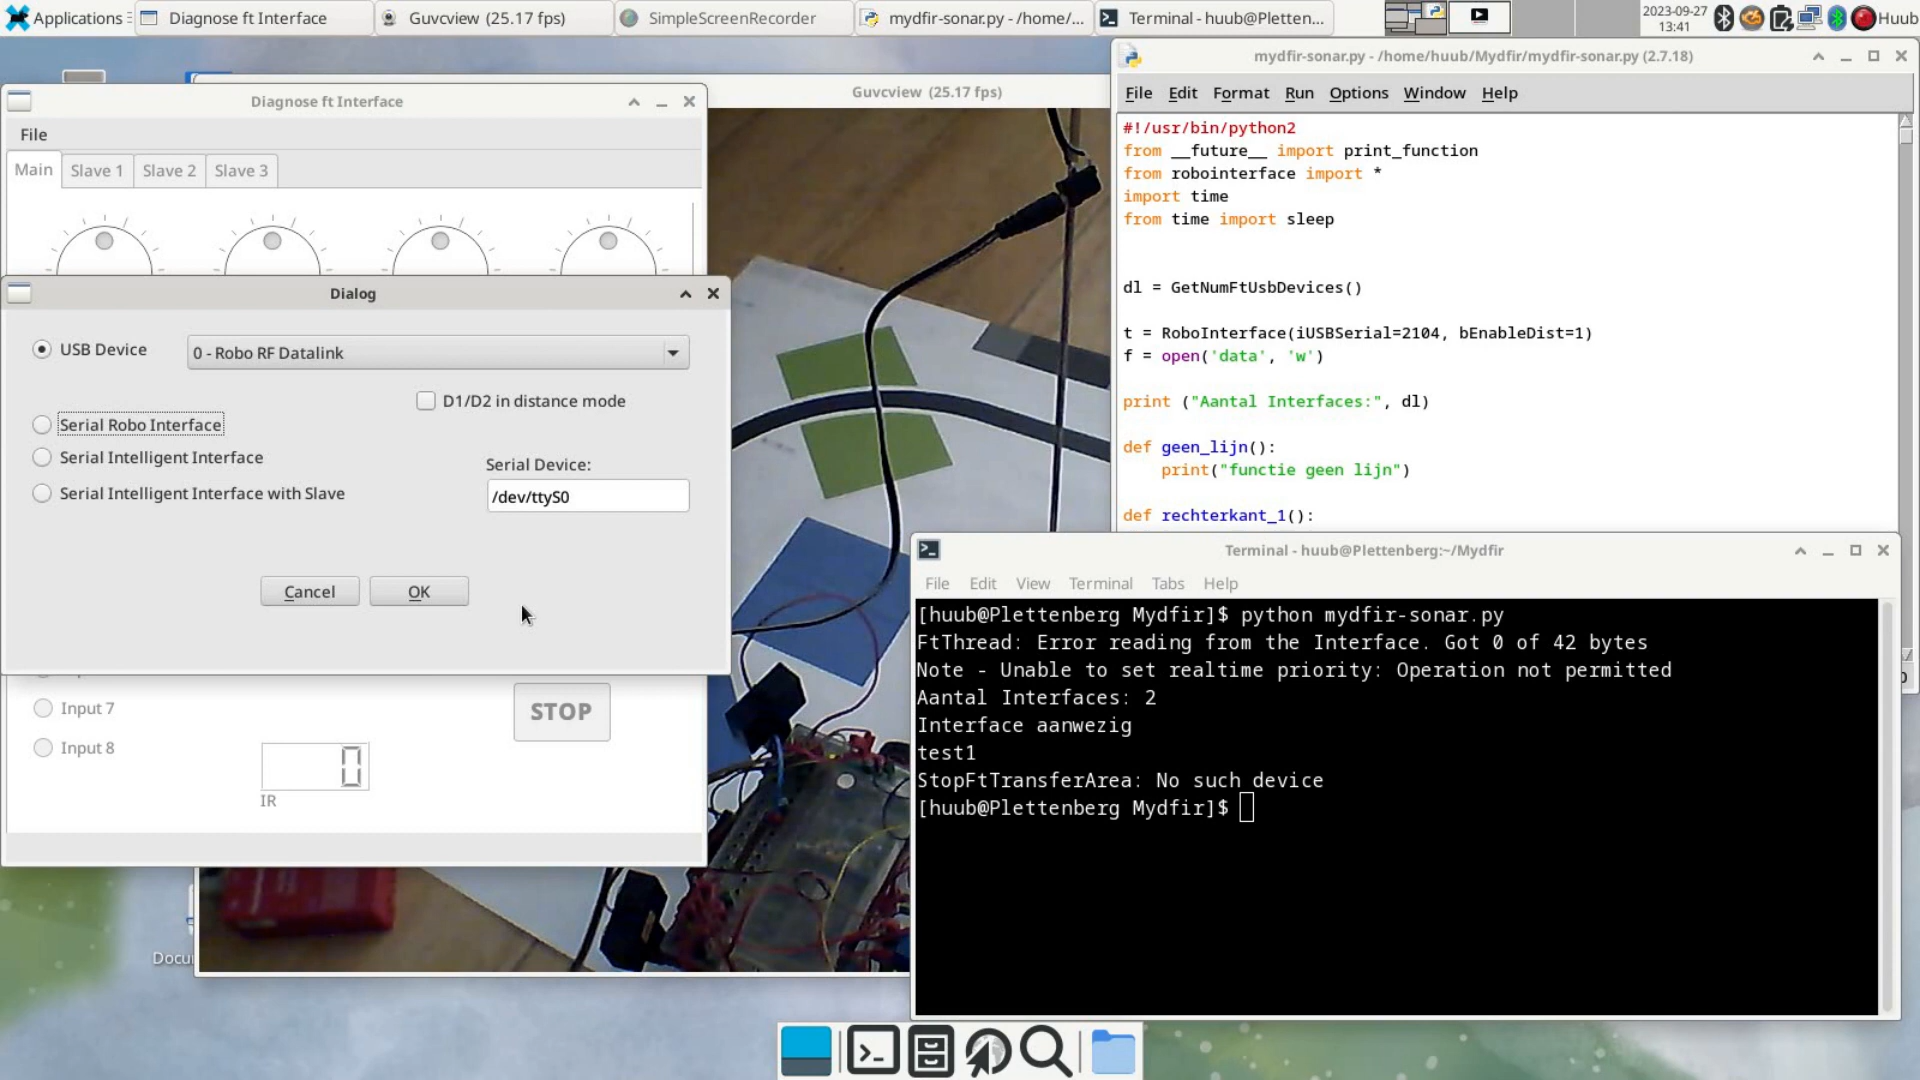 Applications
Diagnose ft Interface
Guvcview (25.17 fps)
SimpleScreenRecorder
mydfir-sonar.py - /home/...
Terminal - huub@Pletten...
2023-09-27
13:41
Huub
Diagnose ft Interface
File
Main
Slave 1
Slave 2
Slave 3
Dialog
USB Device
0 - Robo RF Datalink
D1/D2 in distance mode
Serial Robo Interface
Serial Intelligent Interface
Serial Device:
Serial Intelligent Interface with Slave
/dev/ttyS0
Cancel
OK
Input 7
STOP
Input 8
0
IR
Docu
Guvcview (25.17 fps)
mydfir-sonar.py - /home/huub/Mydfir/mydfir-sonar.py (2.7.18)
File Edit Format Run Options Window Help
#!/usr/bin/python2
from __future__ import print_function
from robointerface import *
import time
from time import sleep
dl = GetNumFtUsbDevices()
t = RoboInterface(iUSBSerial=2104, bEnableDist=1)
f = open('data', 'w')
print ("Aantal Interfaces:", dl)
def geen_lijn():
print("functie geen lijn")
def rechterkant_1():
Terminal - huub@Plettenberg:~/Mydfir
File Edit View Terminal Tabs Help
[huub@Plettenberg Mydfir]$ python mydfir-sonar.py
FtThread: Error reading from the Interface. Got 0 of 42 bytes
Note - Unable to set realtime priority: Operation not permitted
Aantal Interfaces: 2
Interface aanwezig
test1
StopFtTransferArea: No such device
[huub@Plettenberg Mydfir]$